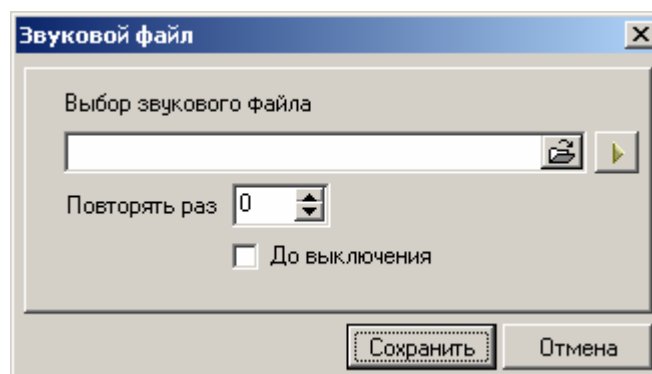 Звуковой файл
Выбор звукового файла
Повторять раз 0
До выключения
Сохранить Отмена